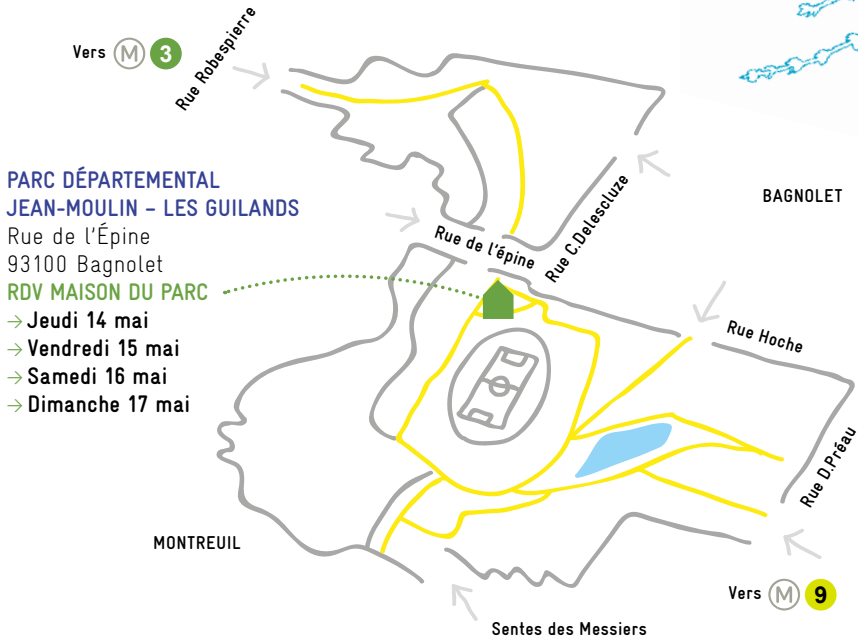 Vers M 3
Rue Robespierre
PARC DÉPARTEMENTAL
JEAN-MOULIN – LES GUILANDS
Rue de l'Épine
93100 Bagnolet
RDV MAISON DU PARC
→ Jeudi 14 mai
→ Vendredi 15 mai
→ Samedi 16 mai
→ Dimanche 17 mai
BAGNOLET
Rue de l'épine
Rue C.Delescluze
Rue Hoche
Rue D.Préau
MONTREUIL
Vers M 9
Sentes des Messiers